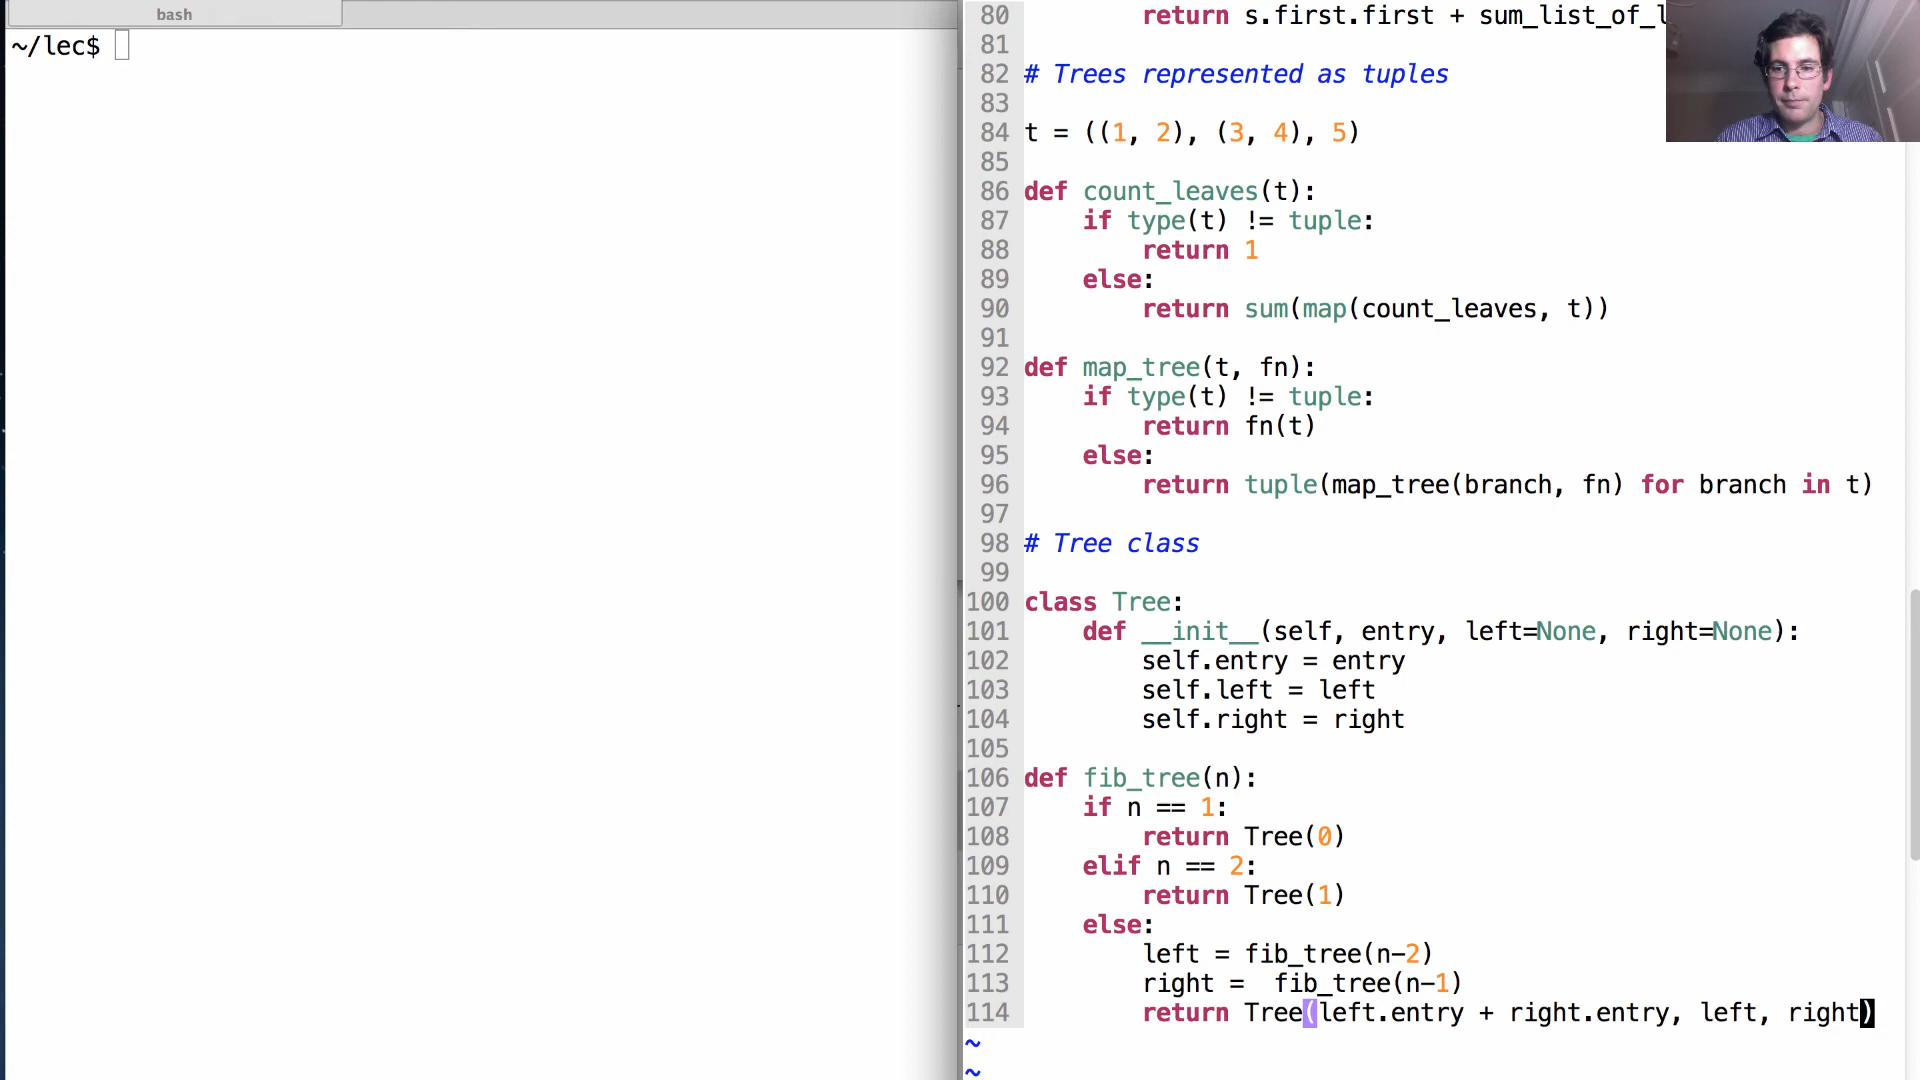 bash
~/lec$
80 return s.first.first + sum_list_of_l
81
82 # Trees represented as tuples
83
84 t = ((1, 2), (3, 4), 5)
85
86 def count_leaves(t):
87     if type(t) != tuple:
88         return 1
89     else:
90         return sum(map(count_leaves, t))
91
92 def map_tree(t, fn):
93     if type(t) != tuple:
94         return fn(t)
95     else:
96         return tuple(map_tree(branch, fn) for branch in t)
97
98 # Tree class
99
100 class Tree:
101     def __init__(self, entry, left=None, right=None):
102         self.entry = entry
103         self.left = left
104         self.right = right
105
106 def fib_tree(n):
107     if n == 1:
108         return Tree(0)
109     elif n == 2:
110         return Tree(1)
111     else:
112         left = fib_tree(n-2)
113         right =  fib_tree(n-1)
114         return Tree(left.entry + right.entry, left, right)
~
~